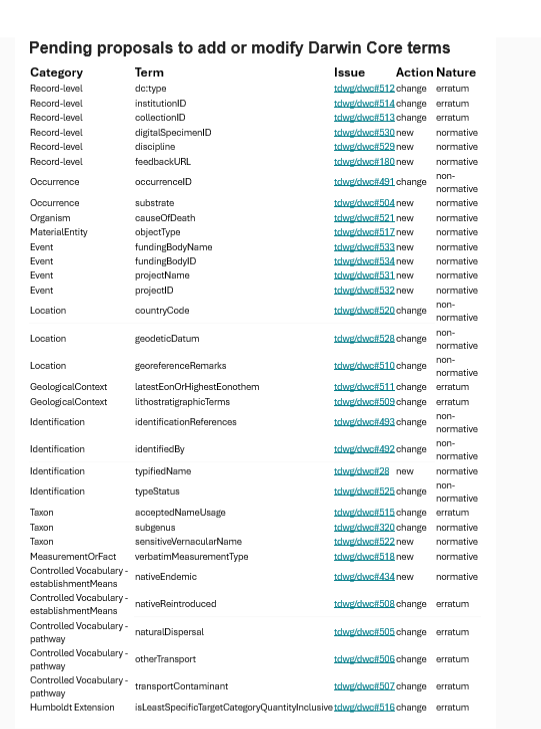 Pending proposals to add or modify Darwin Core terms
Category Term Issue Action Nature
Record-level dc:type tdwg/dwc#512 change erratum
Record-level institutionID tdwg/dwc#514 change erratum
Record-level collectionID tdwg/dwc#513 change erratum
Record-level digitalSpecimenID tdwg/dwc#530 new normative
Record-level discipline tdwg/dwc#529 new normative
Record-level feedbackURL tdwg/dwc#180 new normative
Occurrence occurrenceID tdwg/dwc#491 change non-
normative
Occurrence substrate tdwg/dwc#504 new normative
Organism causeOfDeath tdwg/dwc#521 new normative
MaterialEntity objectType tdwg/dwc#517 new normative
Event fundingBodyName tdwg/dwc#533 new normative
Event fundingBodyID tdwg/dwc#534 new normative
Event projectName tdwg/dwc#531 new normative
Event projectID tdwg/dwc#532 new normative
Location countryCode tdwg/dwc#520 change non-
normative
Location geodeticDatum tdwg/dwc#528 change non-
normative
Location georeferenceRemarks tdwg/dwc#510 change non-
normative
GeologicalContext latestEonOrHighestEonothem tdwg/dwc#511 change erratum
GeologicalContext lithostratigraphicTerms tdwg/dwc#509 change erratum
Identification identificationReferences tdwg/dwc#493 change non-
normative
Identification identifiedBy tdwg/dwc#492 change non-
normative
Identification typifiedName tdwg/dwc#28 new normative
Identification typeStatus tdwg/dwc#525 change non-
normative
Taxon acceptedNameUsage tdwg/dwc#515 change erratum
Taxon subgenus tdwg/dwc#320 change normative
Taxon sensitiveVernacularName tdwg/dwc#522 new normative
MeasurementOrFact verbatimMeasurementType tdwg/dwc#518 new normative
Controlled Vocabulary -
establishmentMeans nativeEndemic tdwg/dwc#434 new normative
Controlled Vocabulary -
establishmentMeans nativeReintroduced tdwg/dwc#508 change erratum
Controlled Vocabulary -
pathway naturalDispersal tdwg/dwc#505 change erratum
Controlled Vocabulary -
pathway otherTransport tdwg/dwc#506 change erratum
Controlled Vocabulary -
pathway transportContaminant tdwg/dwc#507 change erratum
Humboldt Extension isLeastSpecificTargetCategoryQuantityInclusive tdwg/dwc#516 change erratum